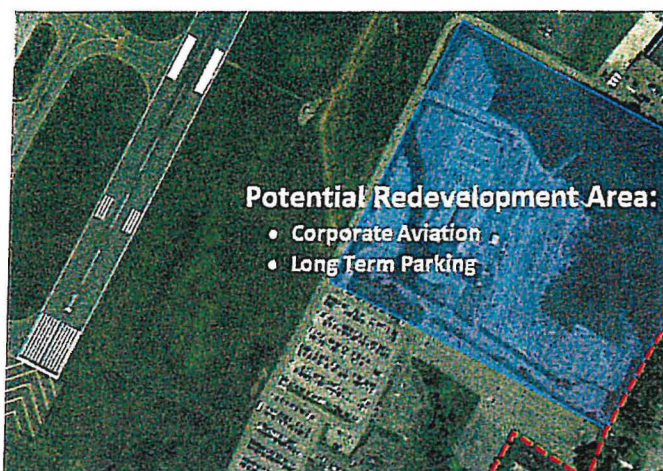 Potential Redevelopment Area:
• Corporate Aviation
• Long Term Parking